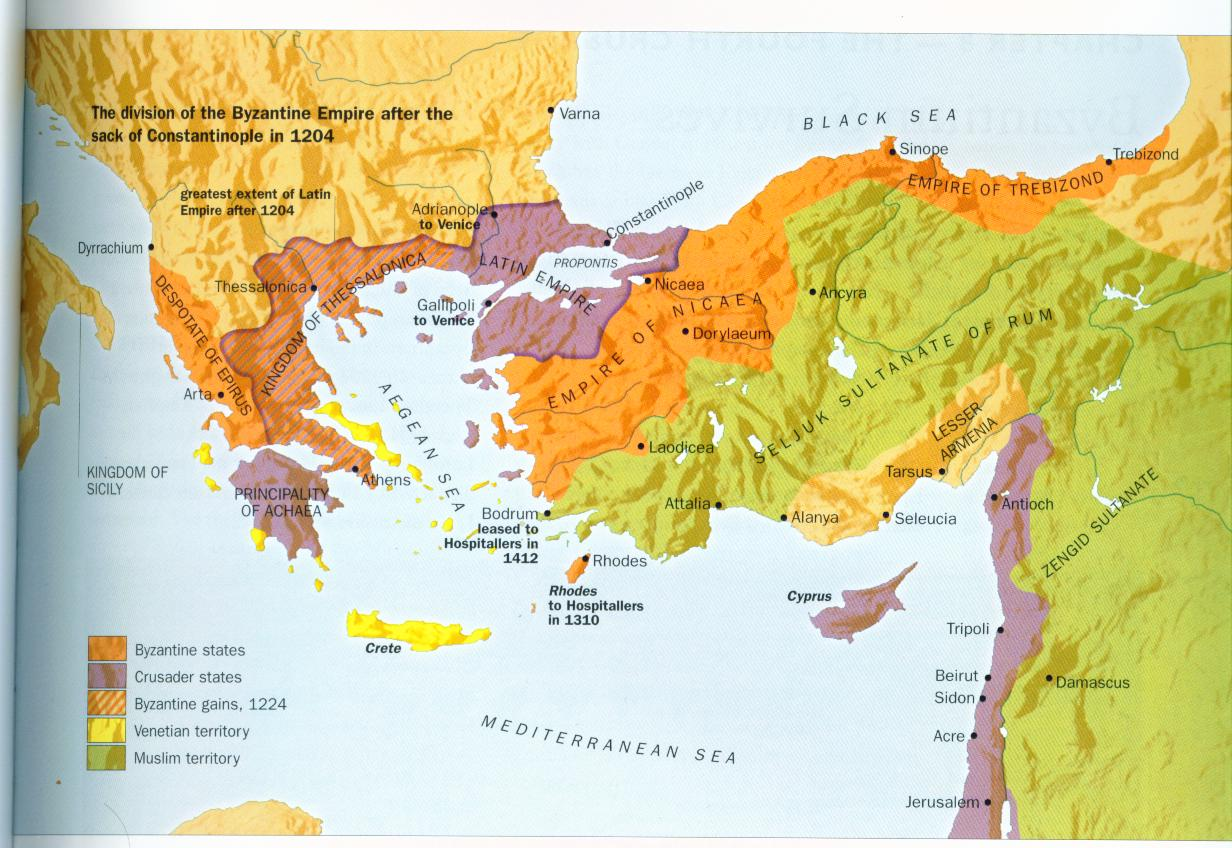 The division of the Byzantine Empire after the
sack of Constantinople in 1204
greatest extent of Latin
Empire after 1204
Varna
BLACK SEA
Sinope
Trebizond
EMPIRE OF TREBIZOND
Constantinople
Adrianople
to Venice
Dyrrachium
PROPONTIS
LATIN EMPIRE
Thessalonica
KINGDOM OF THESSALONICA
Gallipoli
to Venice
Nicaea
EMPIRE OF NICAEA
Dorylaeum
Ancyra
DESPOTATE OF EPIRUS
Arta
AEGEAN SEA
SELJUK SULTANATE OF RUM
LESSER
ARMENIA
Laodicea
Tarsus
KINGDOM OF
SICILY
Athens
PRINCIPALITY
OF ACHAEA
Attalia
Alanya
Seleucia
Antioch
ZENGID SULTANATE
Bodrum
leased to
Hospitallers in
1412
Rhodes
Rhodes
to Hospitallers
in 1310
Cyprus
Crete
Tripoli
Beirut
Sidon
Damascus
Acre
Jerusalem
MEDITERRANEAN SEA
Byzantine states
Crusader states
Byzantine gains, 1224
Venetian territory
Muslim territory